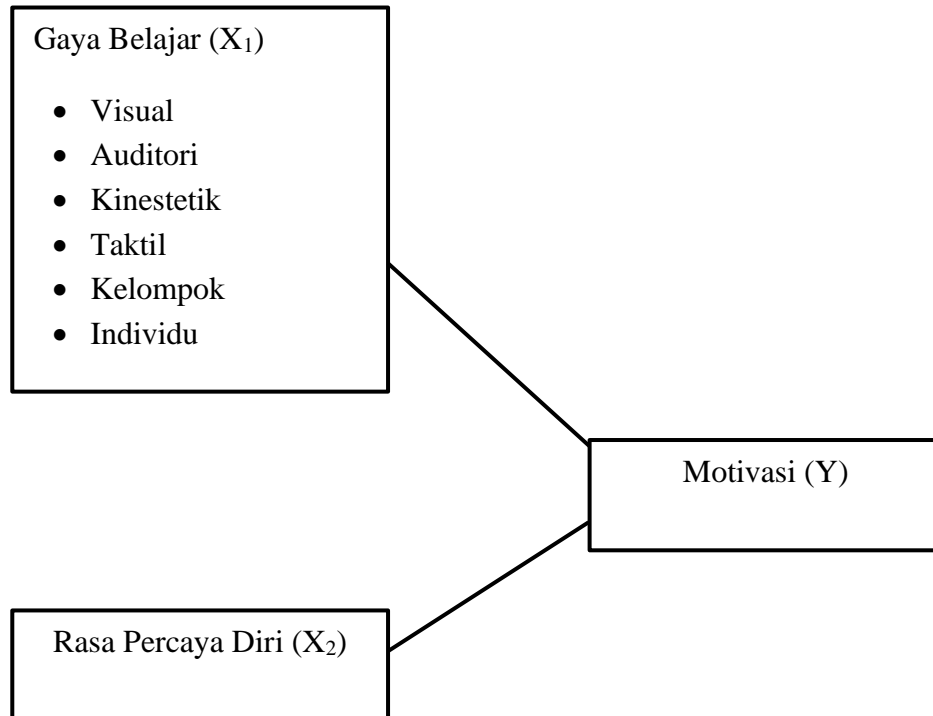 Gaya Belajar (X₁)
• Visual
• Auditori
• Kinestetik
• Taktil
• Kelompok
• Individu
Motivasi (Y)
Rasa Percaya Diri (X₂)